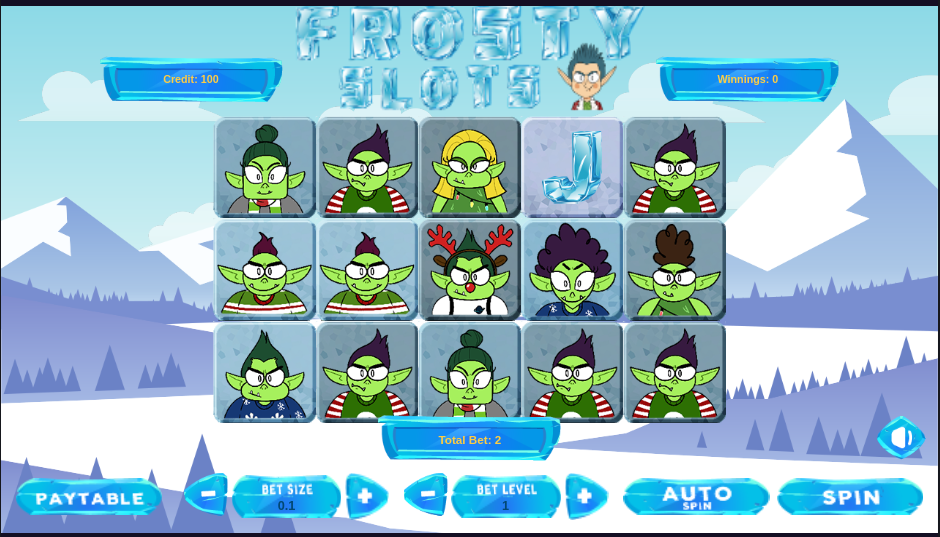 FROSTY
SLOTS
Credit: 100
Winnings: 0
J
Total Bet: 2
PAYTABLE
BET SIZE
0.1
BET LEVEL
1
AUTO
SPIN
SPIN